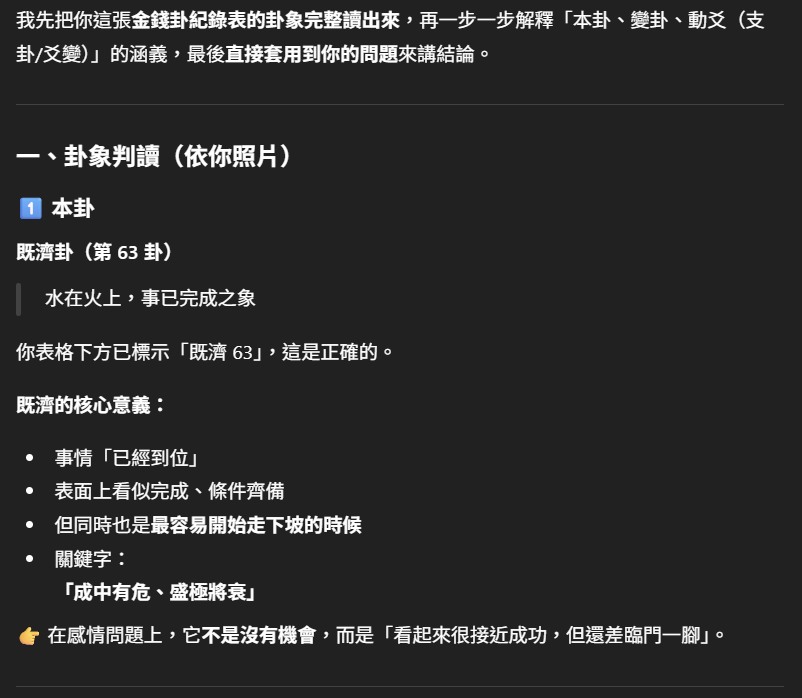 我先把你這張金錢卦紀錄表的卦象完整讀出來，再一步一步解釋「本卦、變卦、動爻（支
卦/爻變）」的涵義，最後直接套用到你的問題來講結論。
一、卦象判讀（依你照片）
1️⃣ 本卦
既濟卦（第 63 卦）
水在火上，事已完成之象
你表格下方已標示「既濟 63」，這是正確的。
既濟的核心意義：
• 事情「已經到位」
• 表面上看似完成、條件齊備
• 但同時也是最容易開始走下坡的時候
• 關鍵字：
「成中有危、盛極將衰」
👉 在感情問題上，它不是沒有機會，而是「看起來很接近成功，但還差臨門一腳」。